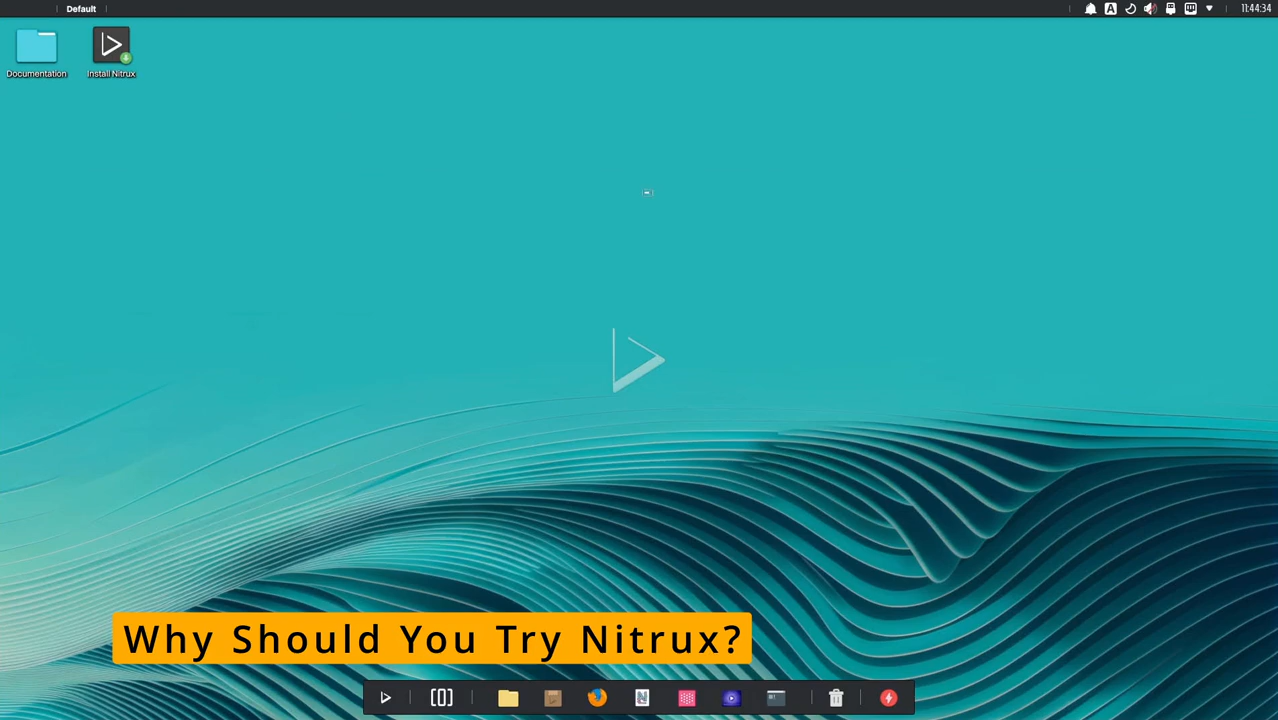 Default
11:44:34
Documentation
Install Nitrux
Why Should You Try Nitrux?